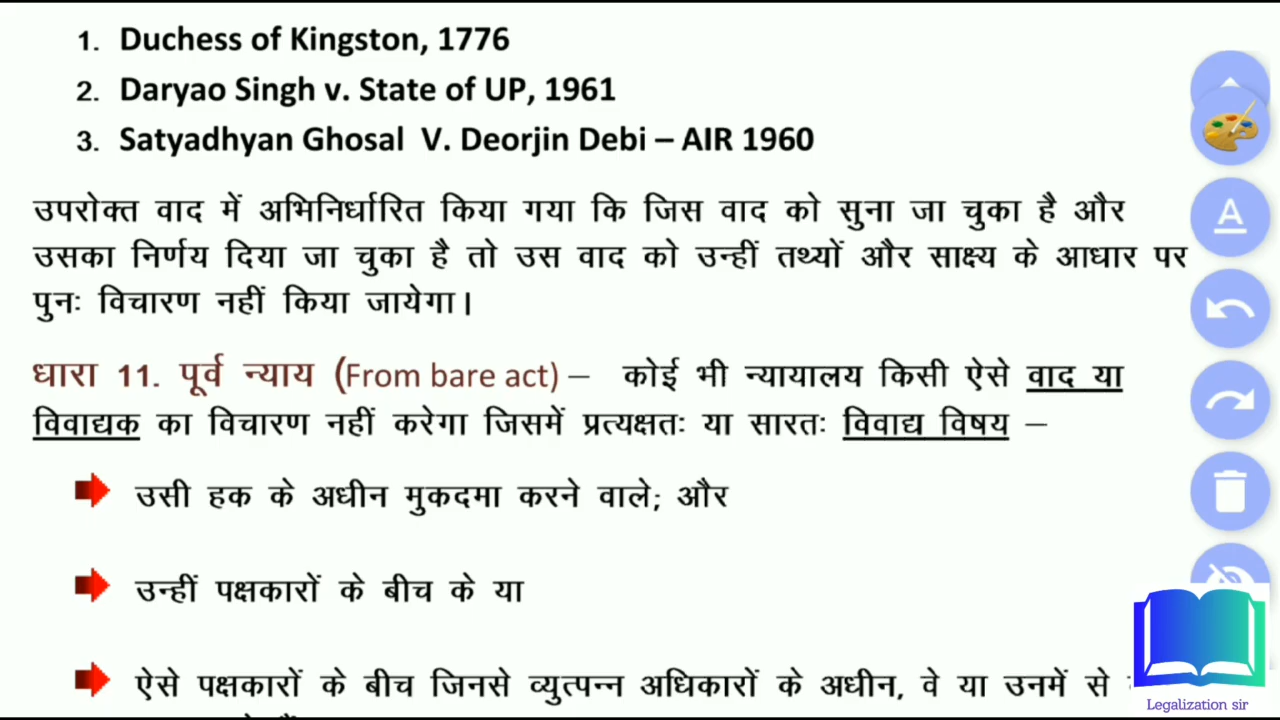 1. Duchess of Kingston, 1776
2. Daryao Singh v. State of UP, 1961
3. Satyadhyan Ghosal V. Deorjin Debi – AIR 1960
उपरोक्त वाद में अभिनिर्धारित किया गया कि जिस वाद को सुना जा चुका है और
उसका निर्णय दिया जा चुका है तो उस वाद को उन्हीं तथ्यों और साक्ष्य के आधार पर
पुनः विचारण नहीं किया जायेगा।
धारा 11. पूर्व न्याय (From bare act) – कोई भी न्यायालय किसी ऐसे वाद या
विवाद्यक का विचारण नहीं करेगा जिसमें प्रत्यक्षतः या सारतः विवाद्य विषय –
उसी हक के अधीन मुकदमा करने वाले; और
उन्हीं पक्षकारों के बीच के या
ऐसे पक्षकारों के बीच जिनसे व्युत्पन्न अधिकारों के अधीन, वे या उनमें से
A
Legalization sir